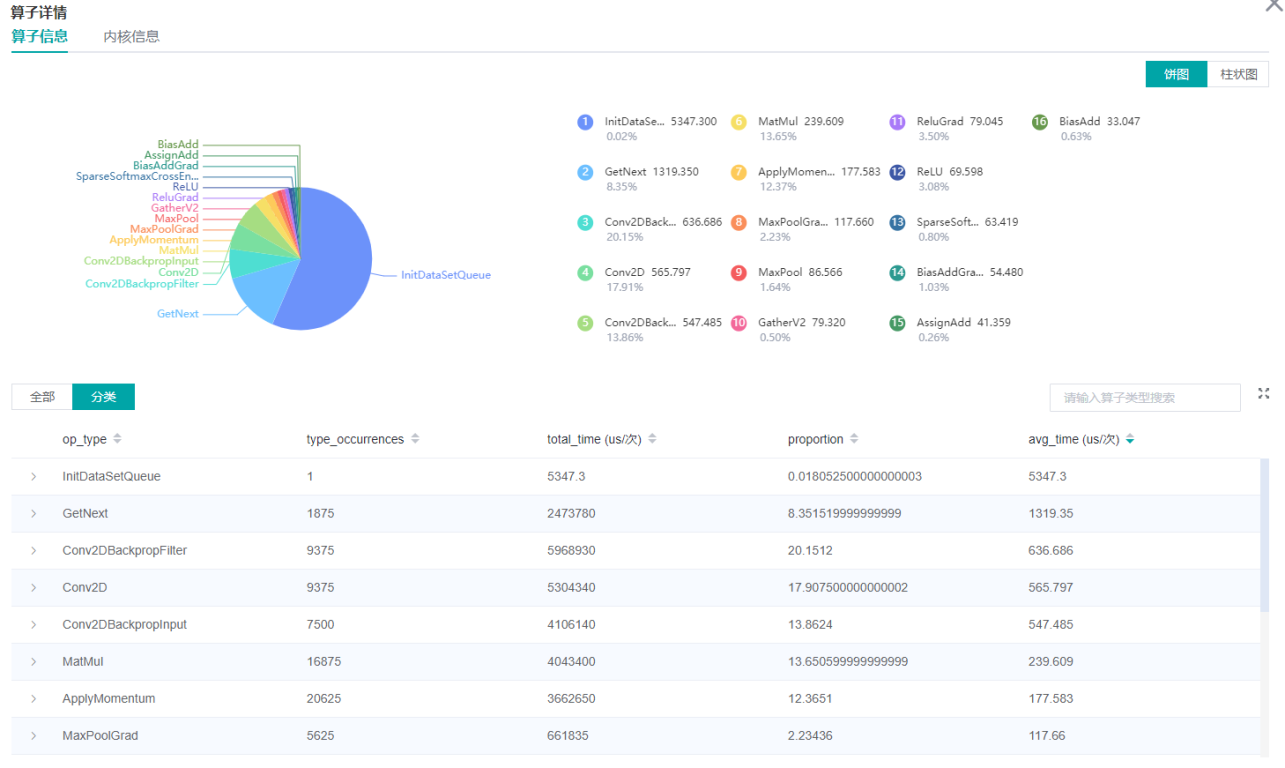 算子详情
算子信息 内核信息
饼图 柱状图
BiasAdd
AssignAdd
BiasAddGrad
SparseSoftmaxCrossEn...
ReLU
ReluGrad
GatherV2
MaxPool
MaxPoolGrad
ApplyMomentum
MatMul
Conv2DBackpropInput
Conv2D
Conv2DBackpropFilter
GetNext
InitDataSetQueue
1 InitDataSe... 5347.300
0.02%
2 GetNext 1319.350
8.35%
3 Conv2DBack... 636.686
20.15%
4 Conv2D 565.797
17.91%
5 Conv2DBack... 547.485
13.86%
6 MatMul 239.609
13.65%
7 ApplyMomen... 177.583
12.37%
8 MaxPoolGra... 117.660
2.23%
9 MaxPool 86.566
1.64%
10 GatherV2 79.320
0.50%
11 ReluGrad 79.045
3.50%
12 ReLU 69.598
3.08%
13 SparseSoft... 63.419
0.80%
14 BiasAddGra... 54.480
1.03%
15 AssignAdd 41.359
0.26%
16 BiasAdd 33.047
0.63%
全部 分类
请输入算子类型搜索
op_type type_occurrences total_time (us/次) proportion avg_time (us/次)
InitDataSetQueue 1 5347.3 0.018052500000000003 5347.3
GetNext 1875 2473780 8.351519999999999 1319.35
Conv2DBackpropFilter 9375 5968930 20.1512 636.686
Conv2D 9375 5304340 17.907500000000002 565.797
Conv2DBackpropInput 7500 4106140 13.8624 547.485
MatMul 16875 4043400 13.650599999999999 239.609
ApplyMomentum 20625 3662650 12.3651 177.583
MaxPoolGrad 5625 661835 2.23436 117.66